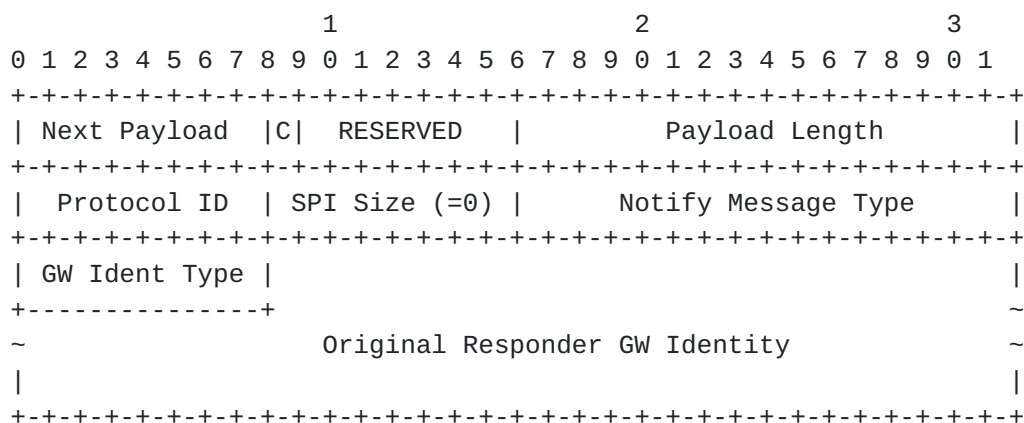 1                   2                   3
0 1 2 3 4 5 6 7 8 9 0 1 2 3 4 5 6 7 8 9 0 1 2 3 4 5 6 7 8 9 0 1
+-+-+-+-+-+-+-+-+-+-+-+-+-+-+-+-+-+-+-+-+-+-+-+-+-+-+-+-+-+-+-+-+
| Next Payload  |C|  RESERVED   |         Payload Length        |
+-+-+-+-+-+-+-+-+-+-+-+-+-+-+-+-+-+-+-+-+-+-+-+-+-+-+-+-+-+-+-+-+
|  Protocol ID  | SPI Size (=0) |      Notify Message Type      |
+-+-+-+-+-+-+-+-+-+-+-+-+-+-+-+-+-+-+-+-+-+-+-+-+-+-+-+-+-+-+-+-+
| GW Ident Type |                                               |
+---------------+                                               ~
~                   Original Responder GW Identity              ~
|                                                               |
+-+-+-+-+-+-+-+-+-+-+-+-+-+-+-+-+-+-+-+-+-+-+-+-+-+-+-+-+-+-+-+-+